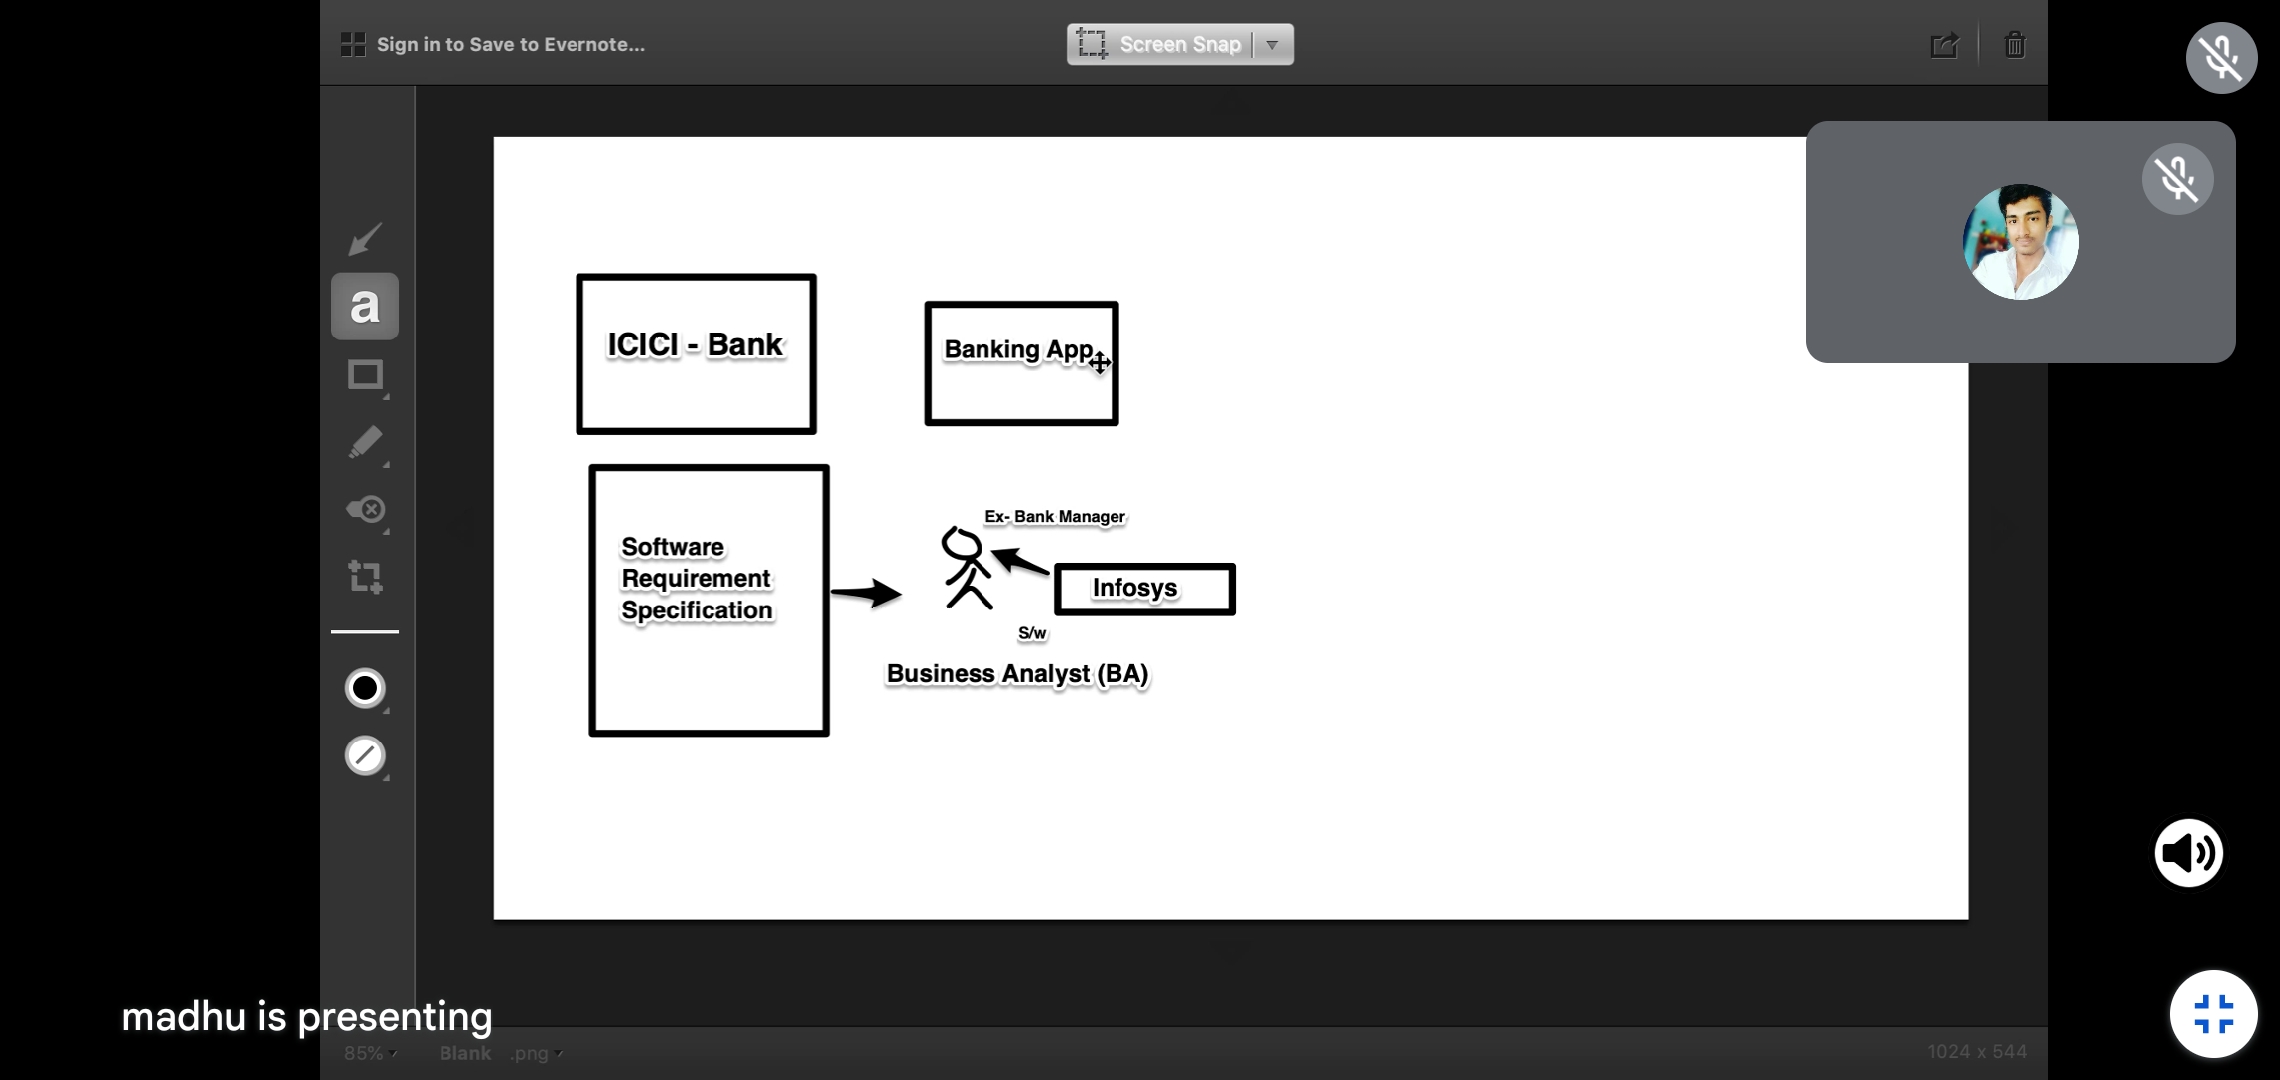 Sign in to Save to Evernote...
Screen Snap
a
ICICI - Bank
Banking App
Software
Requirement
Specification
Ex- Bank Manager
Infosys
S/w
Business Analyst (BA)
madhu is presenting
85%
Blank .png
1024 x 544